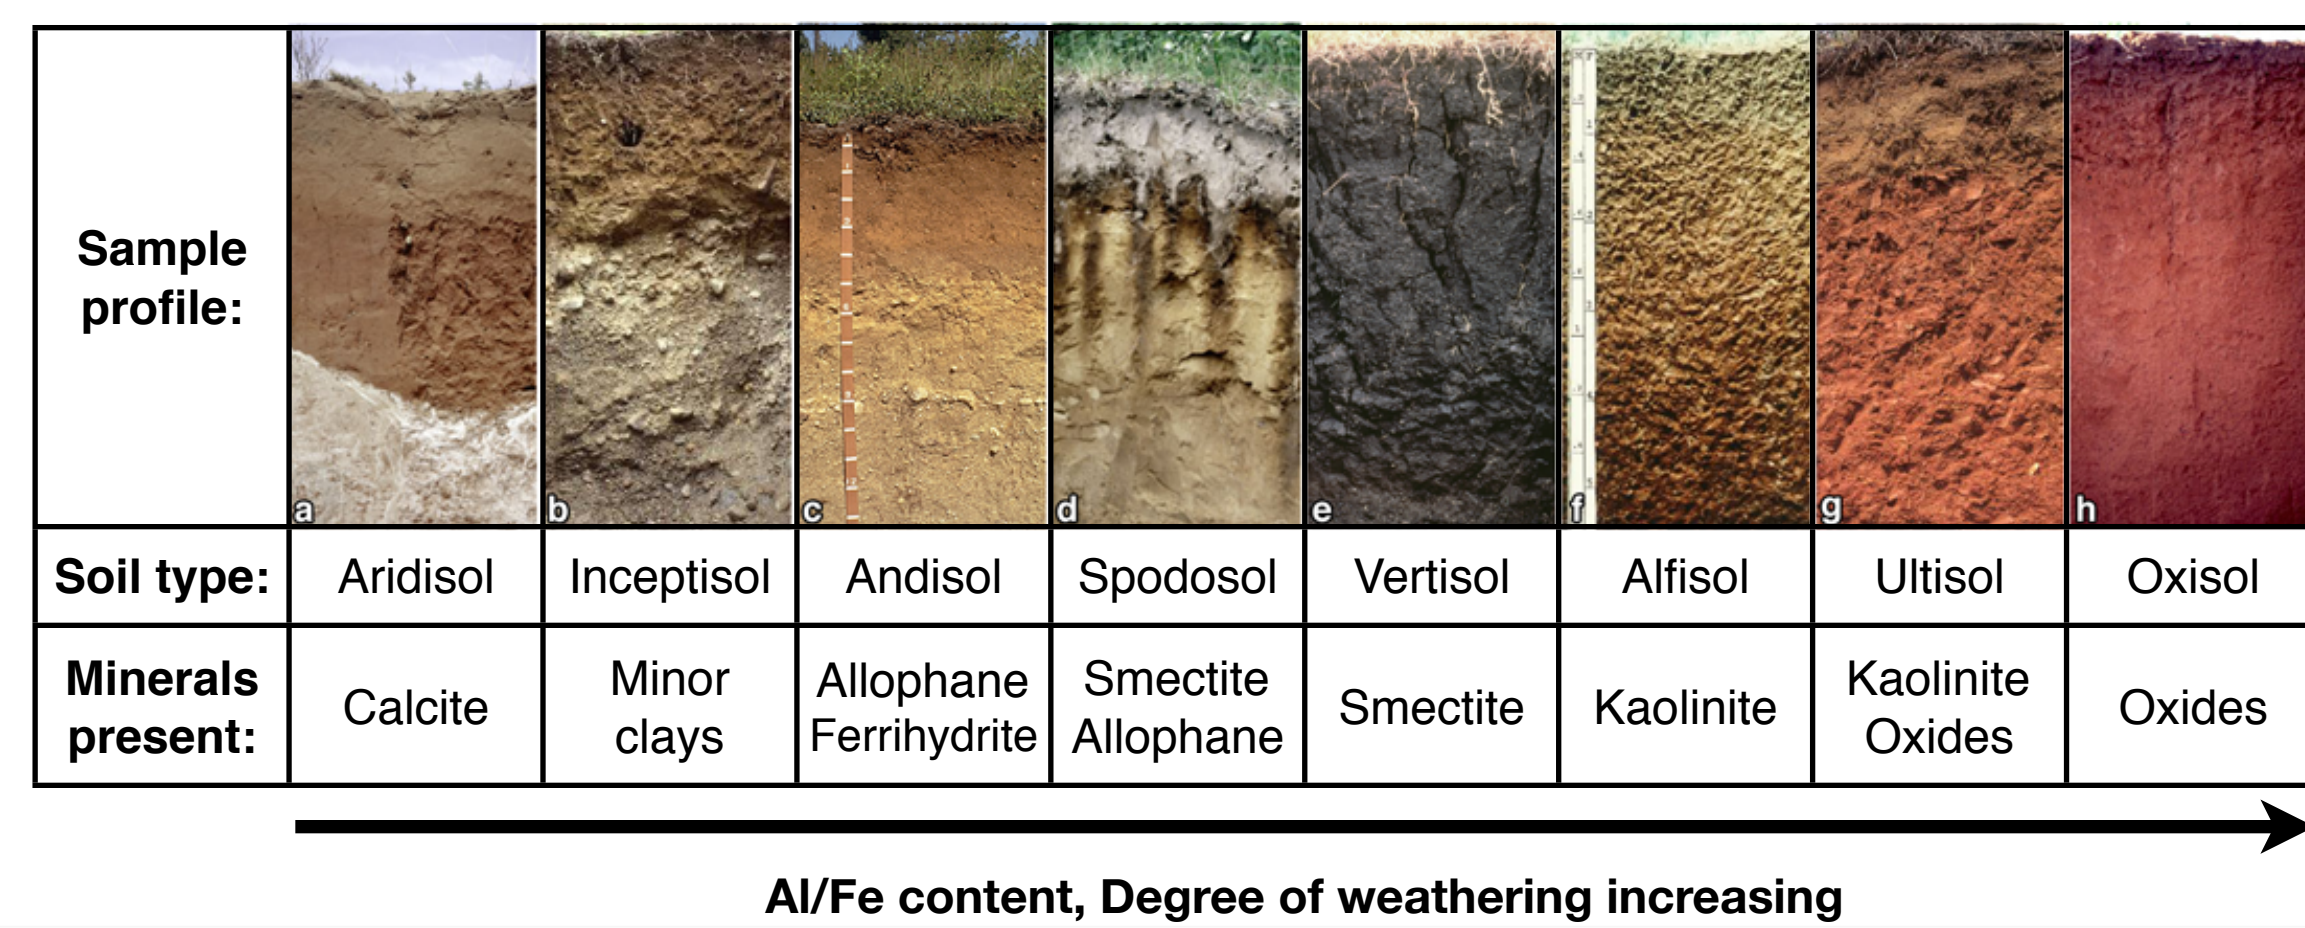 Sample
profile:
a
b
c
d
e
f
g
h
Soil type:
Aridisol
Inceptisol
Andisol
Spodosol
Vertisol
Alfisol
Ultisol
Oxisol
Minerals
present:
Calcite
Minor
clays
Allophane
Ferrihydrite
Smectite
Allophane
Smectite
Kaolinite
Kaolinite
Oxides
Oxides
Al/Fe content, Degree of weathering increasing